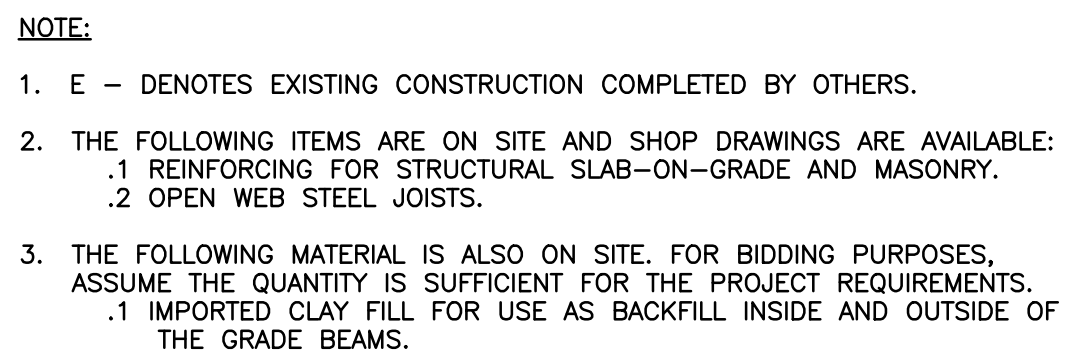 NOTE:
1. E – DENOTES EXISTING CONSTRUCTION COMPLETED BY OTHERS.
2. THE FOLLOWING ITEMS ARE ON SITE AND SHOP DRAWINGS ARE AVAILABLE:
.1 REINFORCING FOR STRUCTURAL SLAB–ON–GRADE AND MASONRY.
.2 OPEN WEB STEEL JOISTS.
3. THE FOLLOWING MATERIAL IS ALSO ON SITE. FOR BIDDING PURPOSES,
ASSUME THE QUANTITY IS SUFFICIENT FOR THE PROJECT REQUIREMENTS.
.1 IMPORTED CLAY FILL FOR USE AS BACKFILL INSIDE AND OUTSIDE OF
THE GRADE BEAMS.